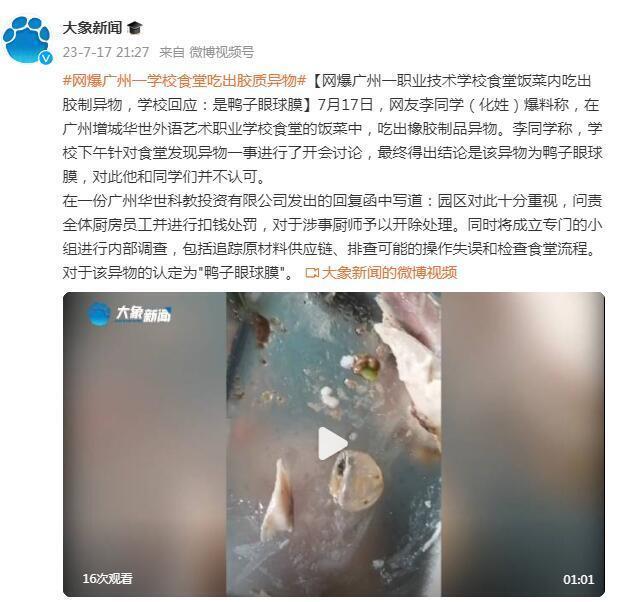 大象新闻
23-7-17 21:27 来自 微博视频号
#网爆广州一学校食堂吃出胶质异物#【网爆广州一职业技术学校食堂饭菜内吃出
胶制异物，学校回应：是鸭子眼球膜】7月17日，网友李同学（化姓）爆料称，在
广州增城华世外语艺术职业学校食堂的饭菜中，吃出橡胶制品异物。李同学称，学
校下午针对食堂发现异物一事进行了开会讨论，最终得出结论是该异物为鸭子眼球
膜，对此他和同学们并不认可。
在一份广州华世科教投资有限公司发出的回复函中写道：园区对此十分重视，问责
全体厨房员工并进行扣钱处罚，对于涉事厨师予以开除处理。同时将成立专门的小
组进行内部调查，包括追踪原材料供应链、排查可能的操作失误和检查食堂流程。
对于该异物的认定为"鸭子眼球膜"。 大象新闻的微博视频
大象新闻
16次观看
01:01